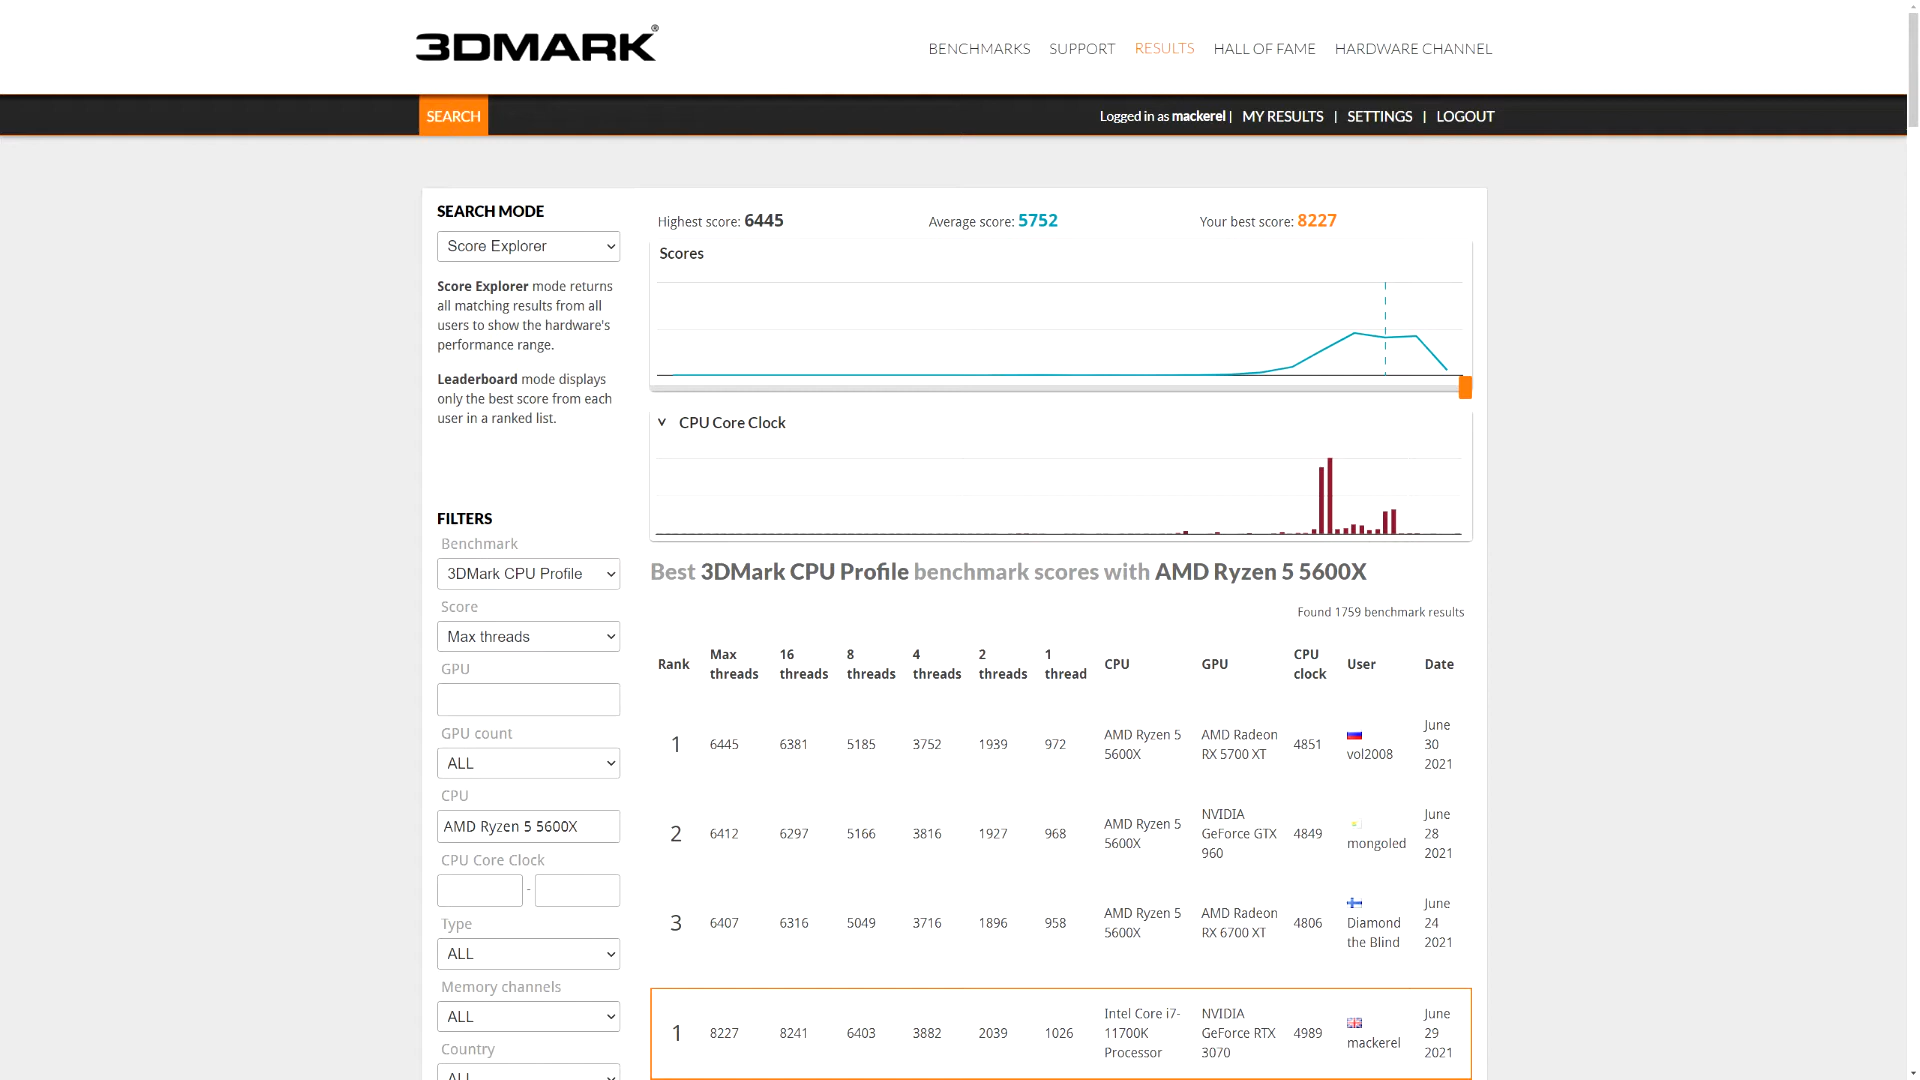 3DMARK®
BENCHMARKS SUPPORT RESULTS HALL OF FAME HARDWARE CHANNEL
SEARCH
Logged in as mackerel | MY RESULTS | SETTINGS | LOGOUT
SEARCH MODE
Score Explorer
Score Explorer mode returns
all matching results from all
users to show the hardware's
performance range.
Leaderboard mode displays
only the best score from each
user in a ranked list.
FILTERS
Benchmark
3DMark CPU Profile
Score
Max threads
GPU
GPU count
ALL
CPU
AMD Ryzen 5 5600X
CPU Core Clock
-
Type
ALL
Memory channels
ALL
Country
ALL
Highest score: 6445 Average score: 5752 Your best score: 8227
Scores
CPU Core Clock
Best 3DMark CPU Profile benchmark scores with AMD Ryzen 5 5600X
Found 1759 benchmark results
Rank Max threads 16 threads 8 threads 4 threads 2 threads 1 thread CPU GPU CPU clock User Date
1 6445 6381 5185 3752 1939 972 AMD Ryzen 5 5600X AMD Radeon RX 5700 XT 4851 vol2008 June 30 2021
2 6412 6297 5166 3816 1927 968 AMD Ryzen 5 5600X NVIDIA GeForce GTX 960 4849 mongoled June 28 2021
3 6407 6316 5049 3716 1896 958 AMD Ryzen 5 5600X AMD Radeon RX 6700 XT 4806 Diamond the Blind June 24 2021
1 8227 8241 6403 3882 2039 1026 Intel Core i7-11700K Processor NVIDIA GeForce RTX 3070 4989 mackerel June 29 2021